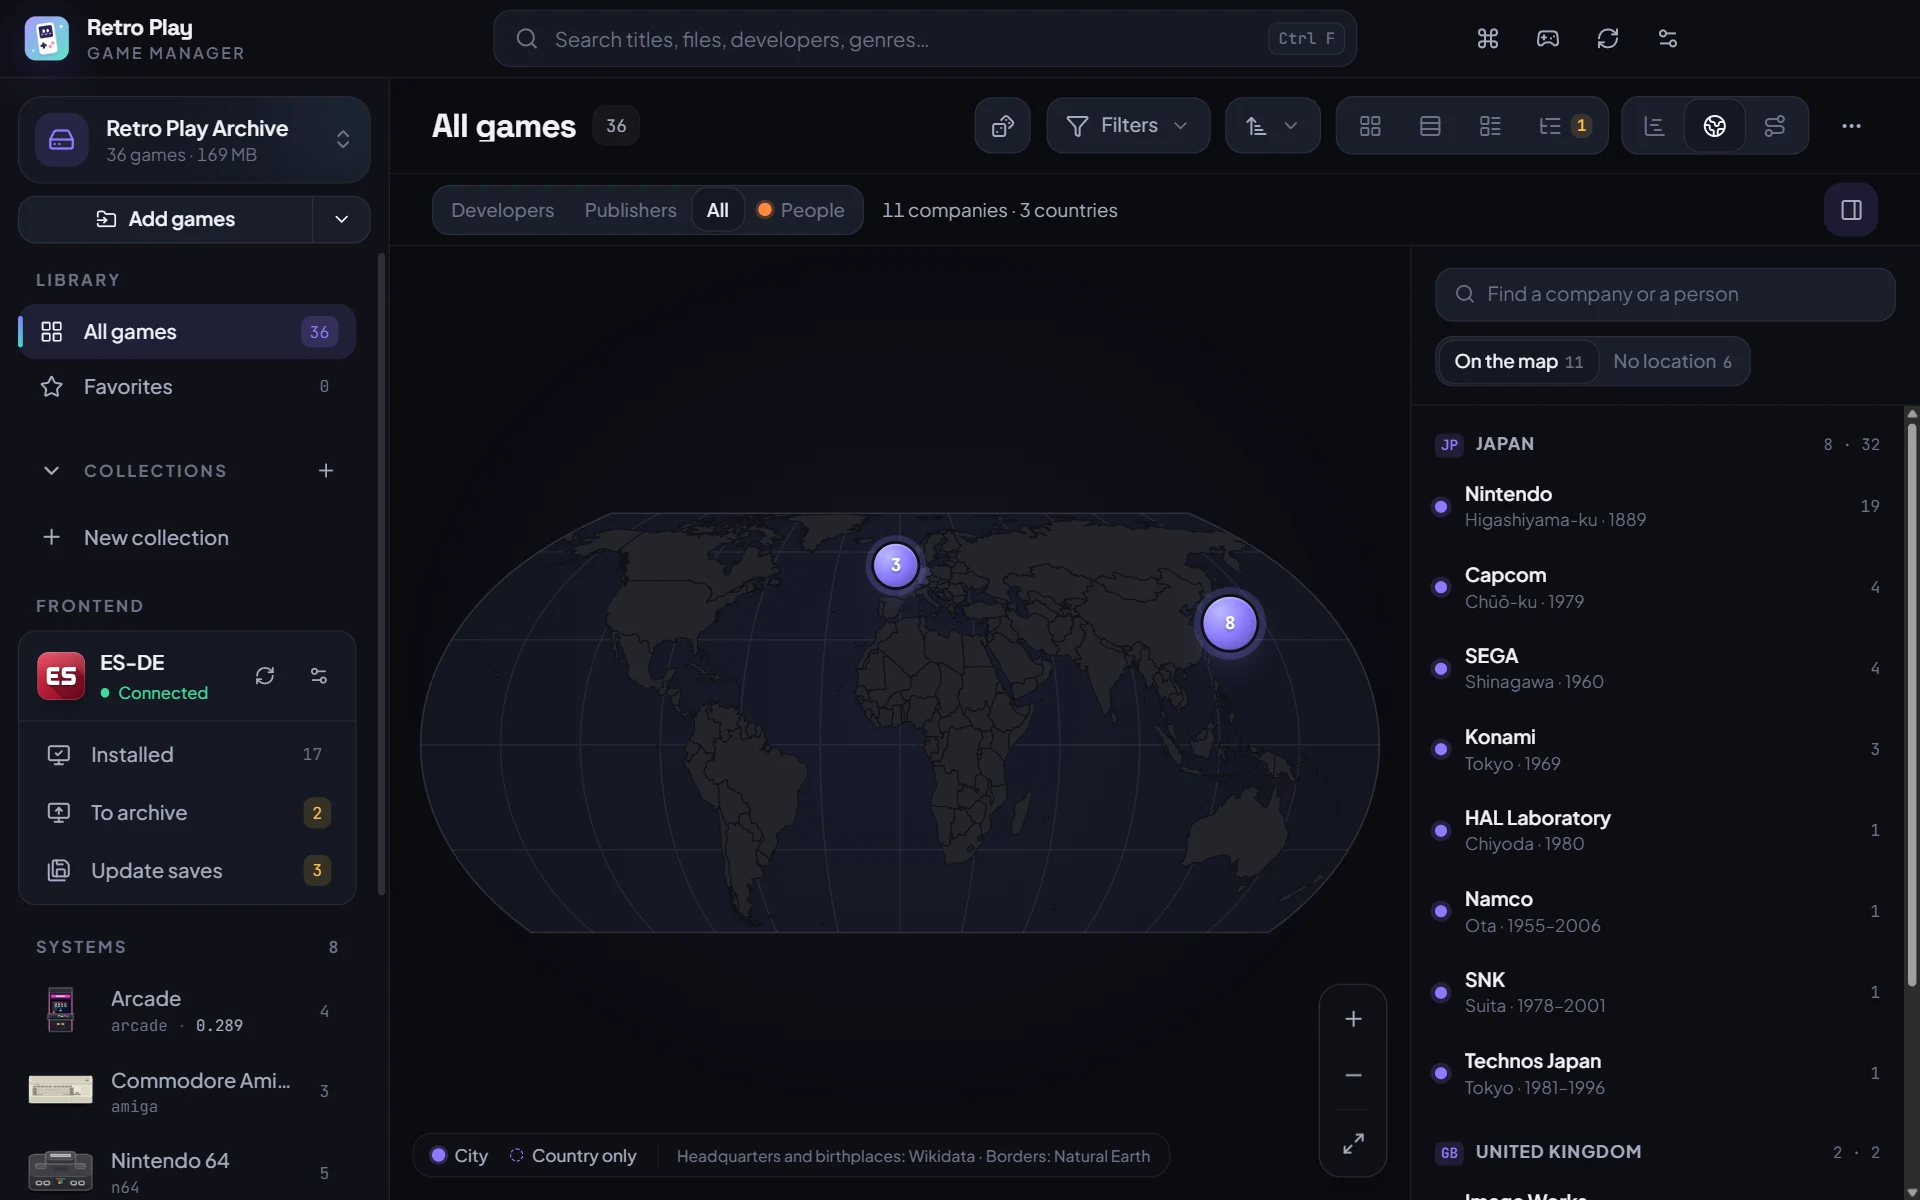 Retro Play
GAME MANAGER
Search titles, files, developers, genres…
Ctrl F
Retro Play Archive
36 games · 169 MB
Add games
LIBRARY
All games
36
Favorites
0
COLLECTIONS
New collection
FRONTEND
ES
ES-DE
Connected
Installed
17
To archive
2
Update saves
3
SYSTEMS
8
Arcade
arcade · 0.289
4
Commodore Ami…
amiga
3
Nintendo 64
n64
5
All games
36
Filters
1
Developers
Publishers
All
People
11 companies · 3 countries
3
8
City
Country only
Headquarters and birthplaces: Wikidata · Borders: Natural Earth
Find a company or a person
On the map 11
No location 6
JP JAPAN
8 · 32
Nintendo
Higashiyama-ku · 1889
19
Capcom
Chūō-ku · 1979
4
SEGA
Shinagawa · 1960
4
Konami
Tokyo · 1969
3
HAL Laboratory
Chiyoda · 1980
1
Namco
Ota · 1955–2006
1
SNK
Suita · 1978–2001
1
Technos Japan
Tokyo · 1981–1996
1
GB UNITED KINGDOM
2 · 2
Image Works